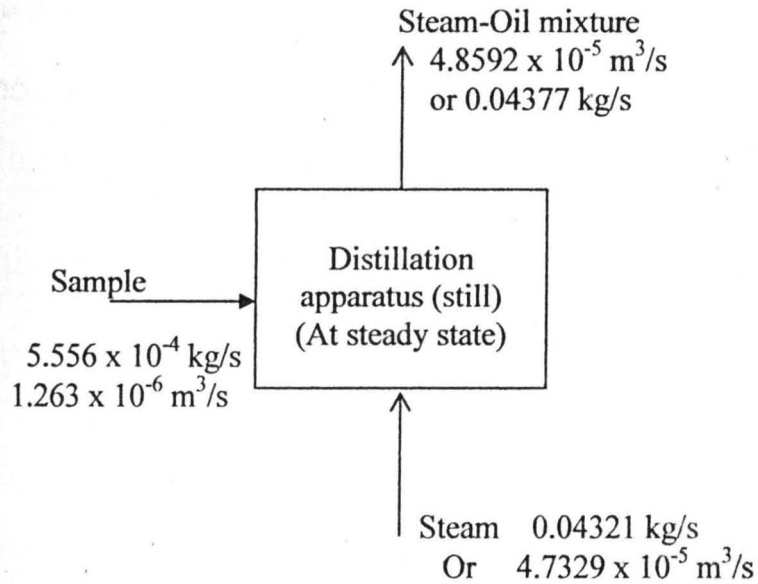 Steam-Oil mixture
4.8592 x 10⁻⁵ m³/s
or 0.04377 kg/s
Distillation
apparatus (still)
(At steady state)
Sample
5.556 x 10⁻⁴ kg/s
1.263 x 10⁻⁶ m³/s
Steam 0.04321 kg/s
Or 4.7329 x 10⁻⁵ m³/s